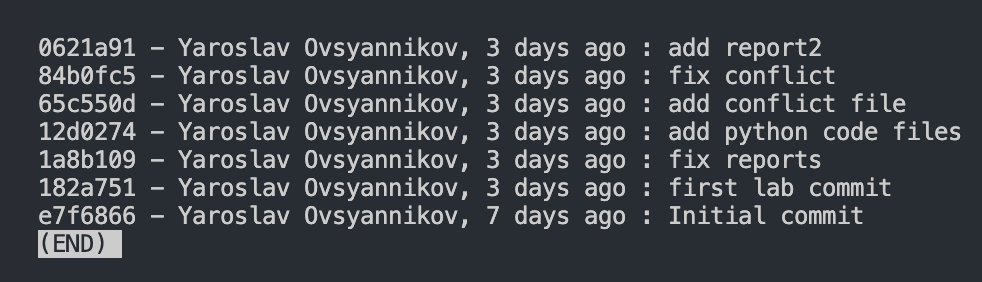 0621a91 – Yaroslav Ovsyannikov, 3 days ago : add report2
84b0fc5 – Yaroslav Ovsyannikov, 3 days ago : fix conflict
65c550d – Yaroslav Ovsyannikov, 3 days ago : add conflict file
12d0274 – Yaroslav Ovsyannikov, 3 days ago : add python code files
1a8b109 – Yaroslav Ovsyannikov, 3 days ago : fix reports
182a751 – Yaroslav Ovsyannikov, 3 days ago : first lab commit
e7f6866 – Yaroslav Ovsyannikov, 7 days ago : Initial commit
(END)